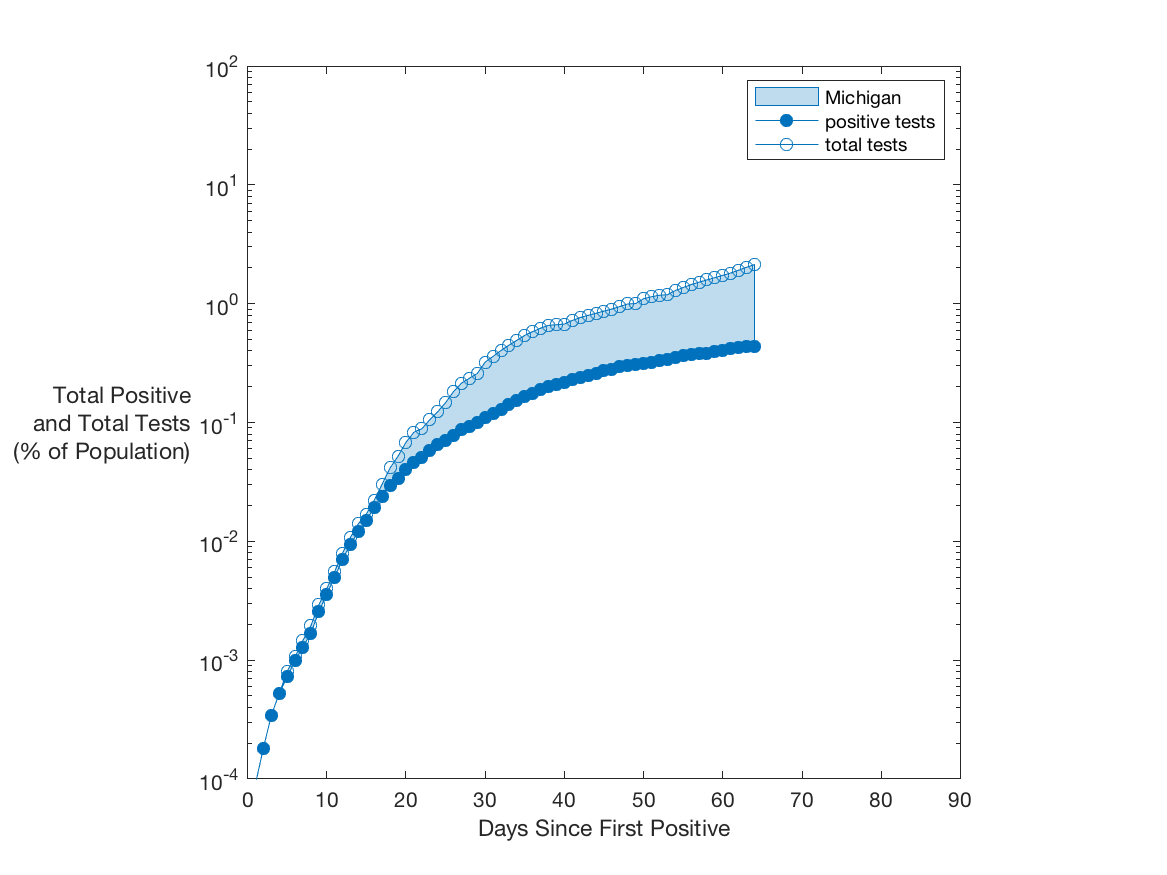 10^2
10^1
10^0
10^-1
10^-2
10^-3
10^-4
Total Positive
and Total Tests
(% of Population)
Michigan
positive tests
total tests
0 10 20 30 40 50 60 70 80 90
Days Since First Positive